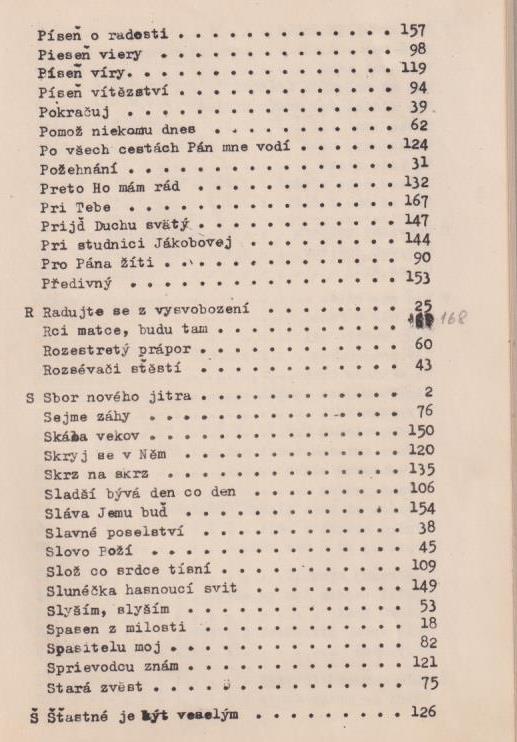 Píseň o radosti . . . . . . . . . . . . . 157
Pieseň viery . . . . . . . . . . . . . . 98
Píseň víry. . . . . . . . . . . . . . . 119
Píseň vítězství . . . . . . . . . . . . . 94
Pokračuj . . . . . . . . . . . . . . . . 39
Pomož niekomu dnes . . . . . . . . . . . 62
Po všech cestách Pán mne vodí . . . . . . 124
Požehnání . . . . . . . . . . . . . . . . 31
Preto Ho mám rád . . . . . . . . . . . . 132
Pri Tebe . . . . . . . . . . . . . . . . 167
Prijď Duchu svätý . . . . . . . . . . . . 147
Pri studnici Jákobovej . . . . . . . . . 144
Pro Pána žíti . . . . . . . . . . . . . . 90
Předivný . . . . . . . . . . . . . . . . 153
R Radujte se z vysvobození . . . . . . . . 25
Rci matce, budu tam . . . . . . . . . . . 168
Rozestretý prápor . . . . . . . . . . . . 60
Rozsévači štěstí . . . . . . . . . . . . 43
S Sbor nového jitra . . . . . . . . . . . . 2
Sejme záhy . . . . . . . . . . . . . . . 76
Skála vekov . . . . . . . . . . . . . . . 150
Skryj se v Něm . . . . . . . . . . . . . 120
Skrz na skrz . . . . . . . . . . . . . . 135
Sladší bývá den co den . . . . . . . . . 106
Sláva Jemu buď . . . . . . . . . . . . . 154
Slavné poselství . . . . . . . . . . . . 38
Slovo Boží . . . . . . . . . . . . . . . 45
Slož co srdce tísní . . . . . . . . . . . 109
Slunéčka hasnoucí svit . . . . . . . . . 149
Slyším, slyším . . . . . . . . . . . . . 53
Spasen z milosti . . . . . . . . . . . . 18
Spasitelu moj . . . . . . . . . . . . . . 82
Sprievodcu znám . . . . . . . . . . . . . 121
Stará zvěst . . . . . . . . . . . . . . . 75
Š Šťastné je být veselým . . . . . . . . . 126